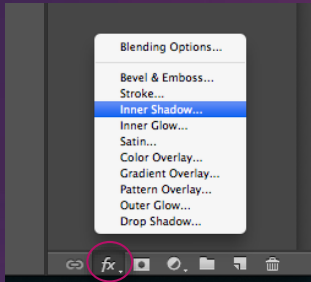 Blending Options...
Bevel & Emboss...
Stroke...
Inner Shadow...
Inner Glow...
Satin...
Color Overlay...
Gradient Overlay...
Pattern Overlay...
Outer Glow...
Drop Shadow...
fx